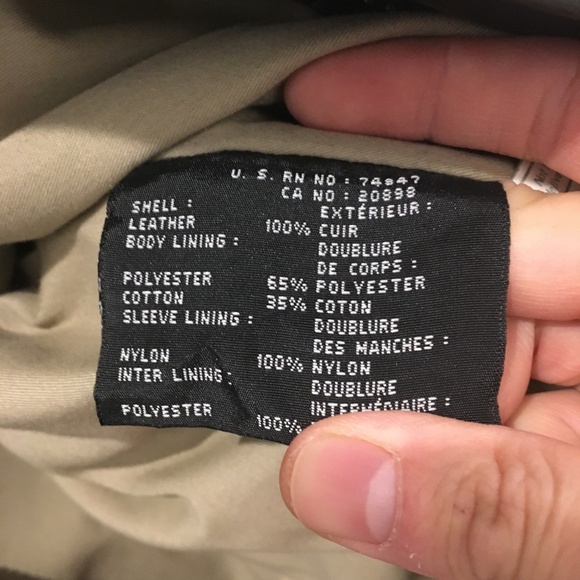 U. S. RN NO : 74947
CA NO : 20898
SHELL : EXTÉRIEUR :
LEATHER 100% CUIR
BODY LINING : DOUBLURE
DE CORPS :
POLYESTER 65% POLYESTER
COTTON 35% COTON
SLEEVE LINING : DOUBLURE
DES MANCHES :
NYLON 100% NYLON
INTER LINING : DOUBLURE
INTERMÉDIAIRE :
POLYESTER 100%